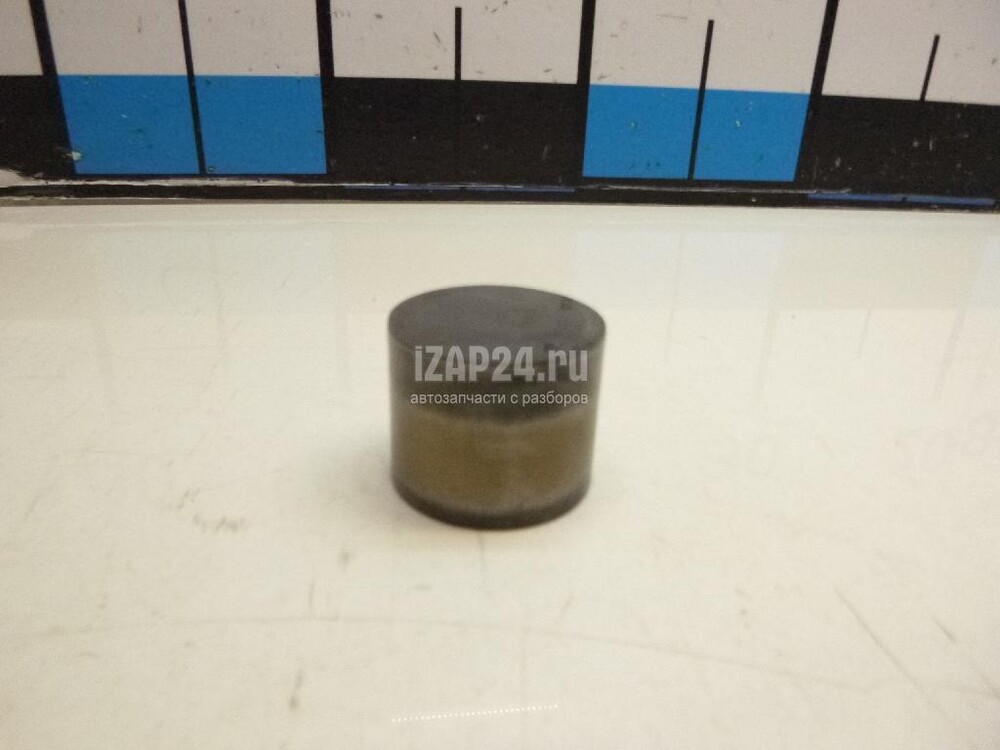 iZAP24.ru
автозапчасти с разборов